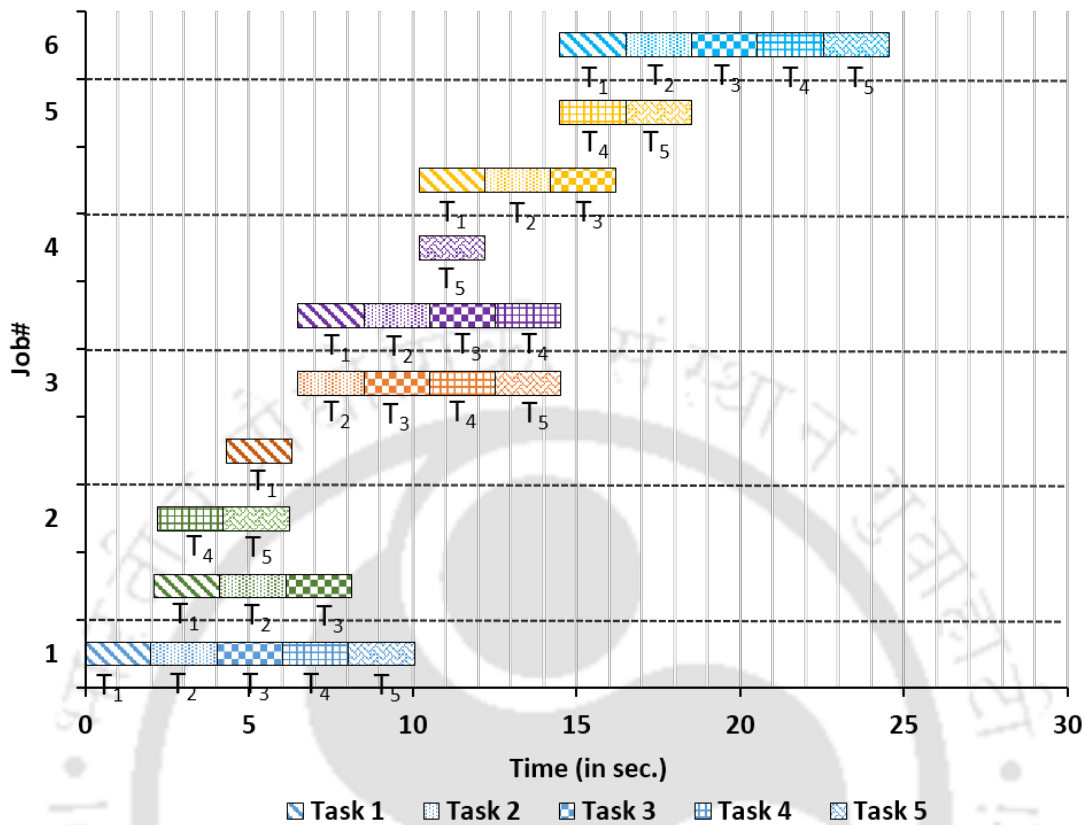 6
T1 T2 T3 T4 T5
5
T4 T5
T1 T2 T3
4
T5
T1 T2 T3 T4
3
T2 T3 T4 T5
T1
2
T4 T5
T1 T2 T3
1
T1 T2 T3 T4 T5
Job#
0 5 10 15 20 25 30
Time (in sec.)
Task 1 Task 2 Task 3 Task 4 Task 5